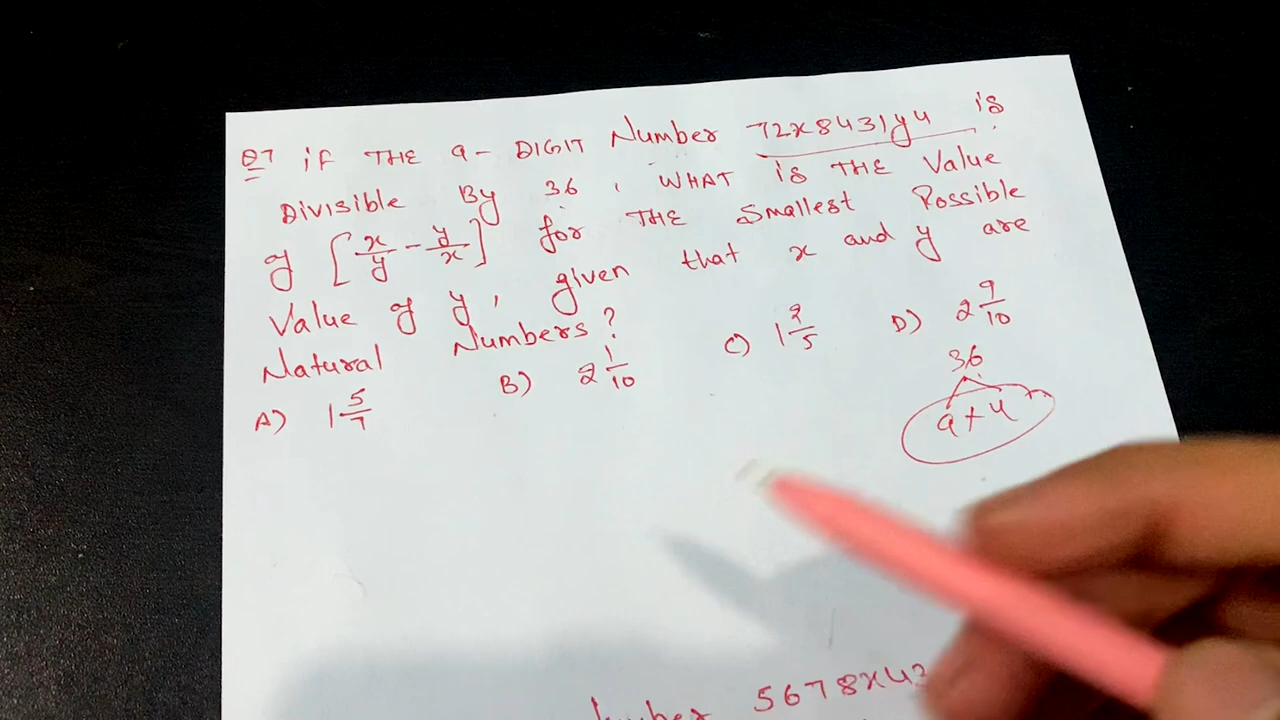 Q7 iF THE 9 - DIGIT Number 72x8431y4 is
Divisible By 36, WHAT is THE Value
of [x/y - y/x] for THE Smallest Possible
Value of y, given that x and y are
Natural Numbers?
A) 1 5/7 B) 2 1/10 C) 1 2/5 D) 2 9/10
36
9 x 4
5678x43